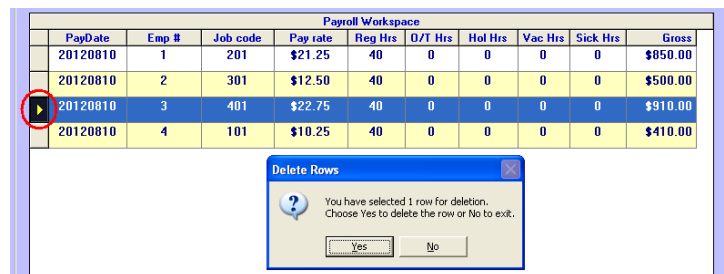 Payroll Workspace
PayDate Emp # Job code Pay rate Reg Hrs O/T Hrs Hol Hrs Vac Hrs Sick Hrs Gross
20120810 1 201 $21.25 40 0 0 0 0 $850.00
20120810 2 301 $12.50 40 0 0 0 0 $500.00
20120810 3 401 $22.75 40 0 0 0 0 $910.00
20120810 4 101 $10.25 40 0 0 0 0 $410.00
Delete Rows
You have selected 1 row for deletion.
Choose Yes to delete the row or No to exit.
Yes No